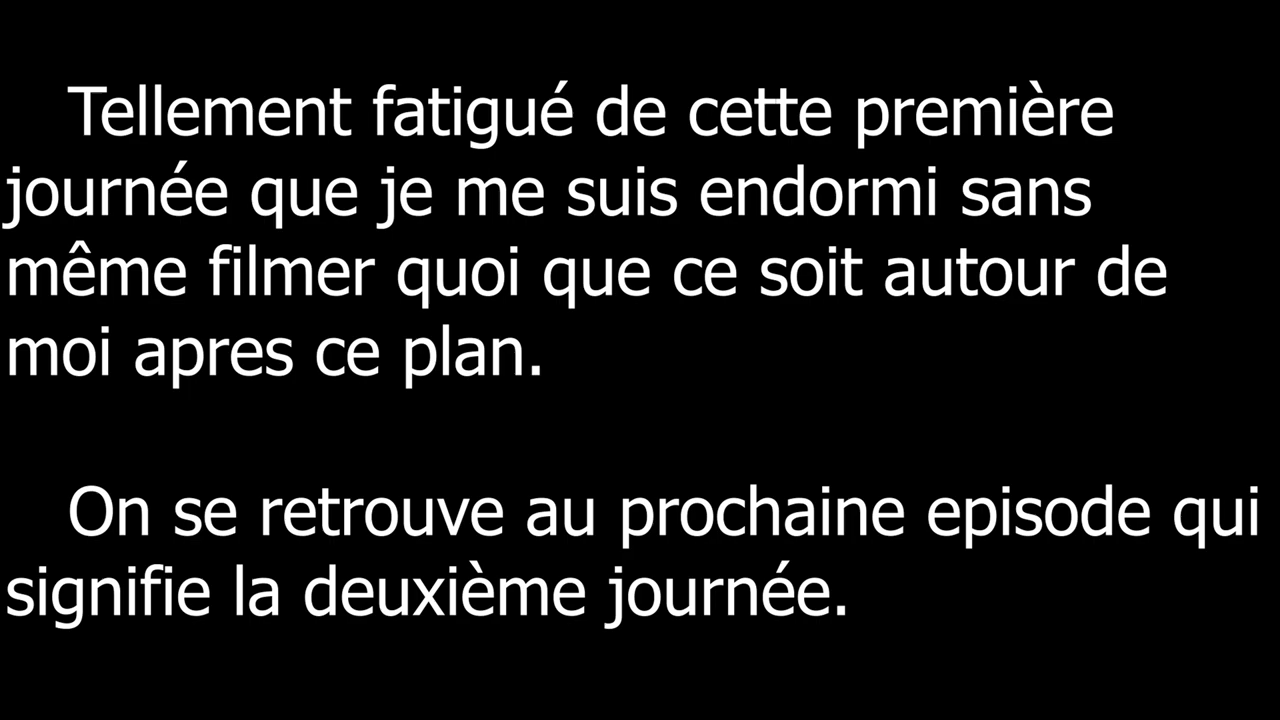 Tellement fatigué de cette première
journée que je me suis endormi sans
même filmer quoi que ce soit autour de
moi apres ce plan.
On se retrouve au prochaine episode qui
signifie la deuxième journée.